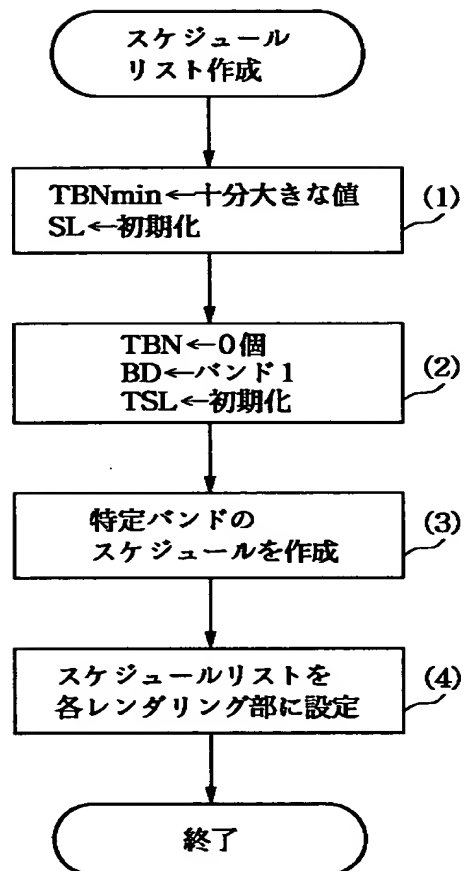 スケジュール
リスト作成
TBNmin←十分大きな値
SL←初期化
(1)
TBN←0個
BD←バンド1
TSL←初期化
(2)
特定バンドの
スケジュールを作成
(3)
スケジュールリストを
各レンダリング部に設定
(4)
終了